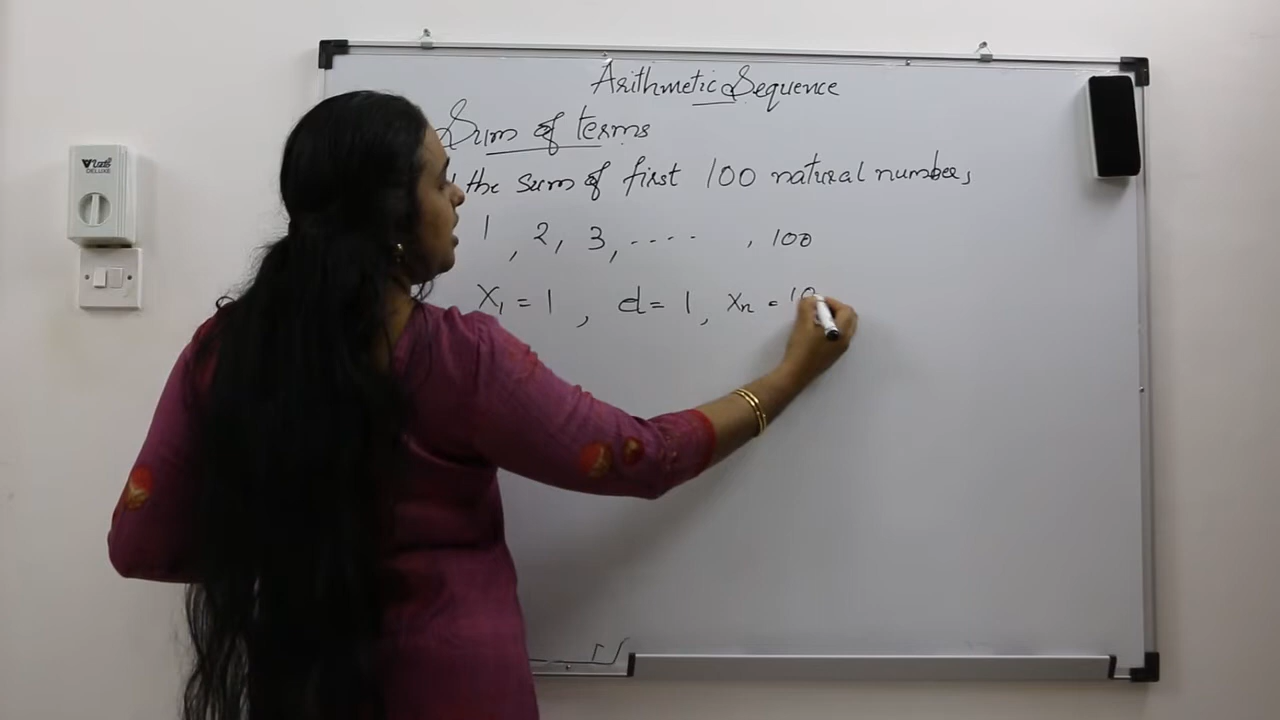 Arithmetic Sequence
Sum of terms
the sum of first 100 natural numbers
1, 2, 3, ---- , 100
x₁ = 1, d = 1, xₙ = 10
DELUXE